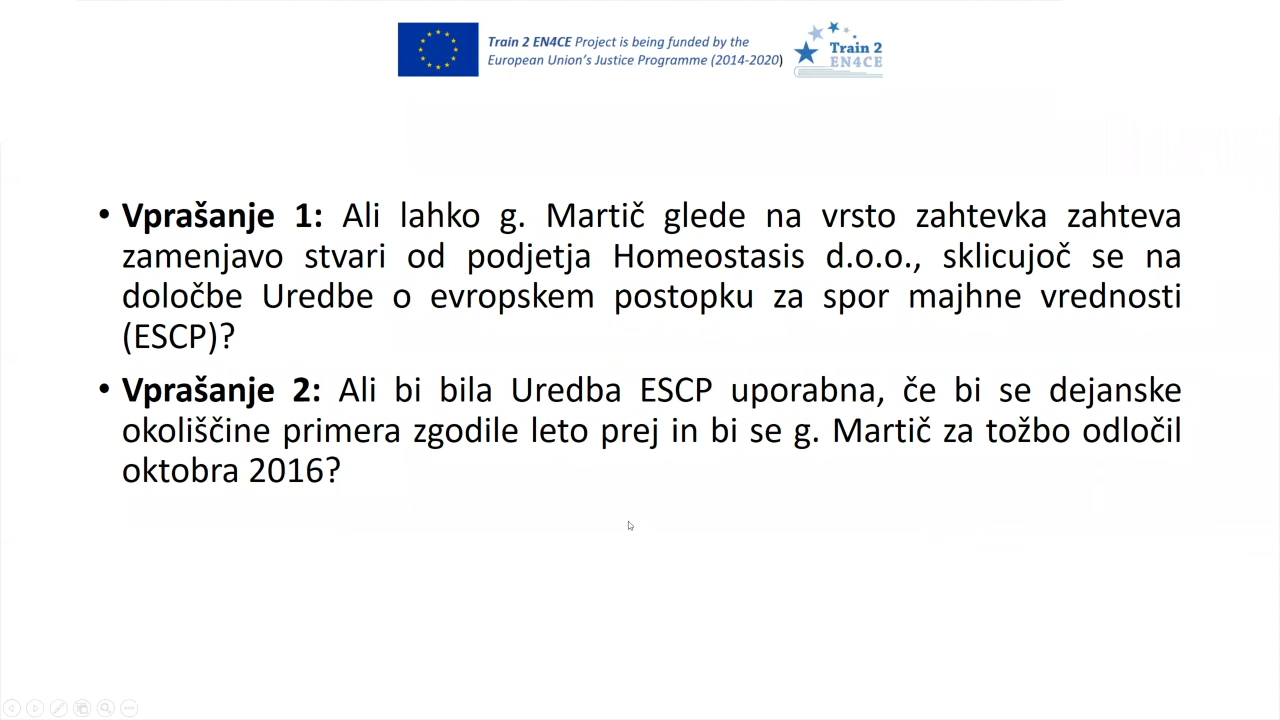 Train 2 EN4CE Project is being funded by the
European Union's Justice Programme (2014-2020)
Train 2
EN4CE
• Vprašanje 1: Ali lahko g. Martič glede na vrsto zahtevka zahteva
zamenjavo stvari od podjetja Homeostasis d.o.o., sklicujoč se na
določbe Uredbe o evropskem postopku za spor majhne vrednosti
(ESCP)?
• Vprašanje 2: Ali bi bila Uredba ESCP uporabna, če bi se dejanske
okoliščine primera zgodile leto prej in bi se g. Martič za tožbo odločil
oktobra 2016?